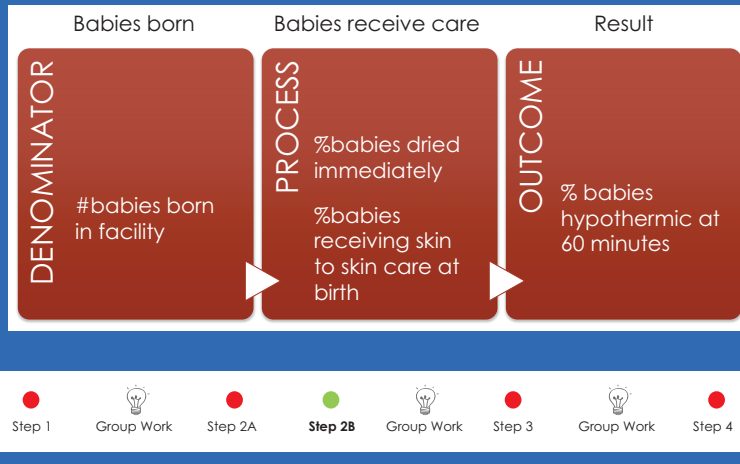 Babies born
Babies receive care
Result
DENOMINATOR
#babies born
in facility
PROCESS
%babies dried
immediately
%babies
receiving skin
to skin care at
birth
OUTCOME
% babies
hypothermic at
60 minutes
Step 1
Group Work
Step 2A
Step 2B
Group Work
Step 3
Group Work
Step 4